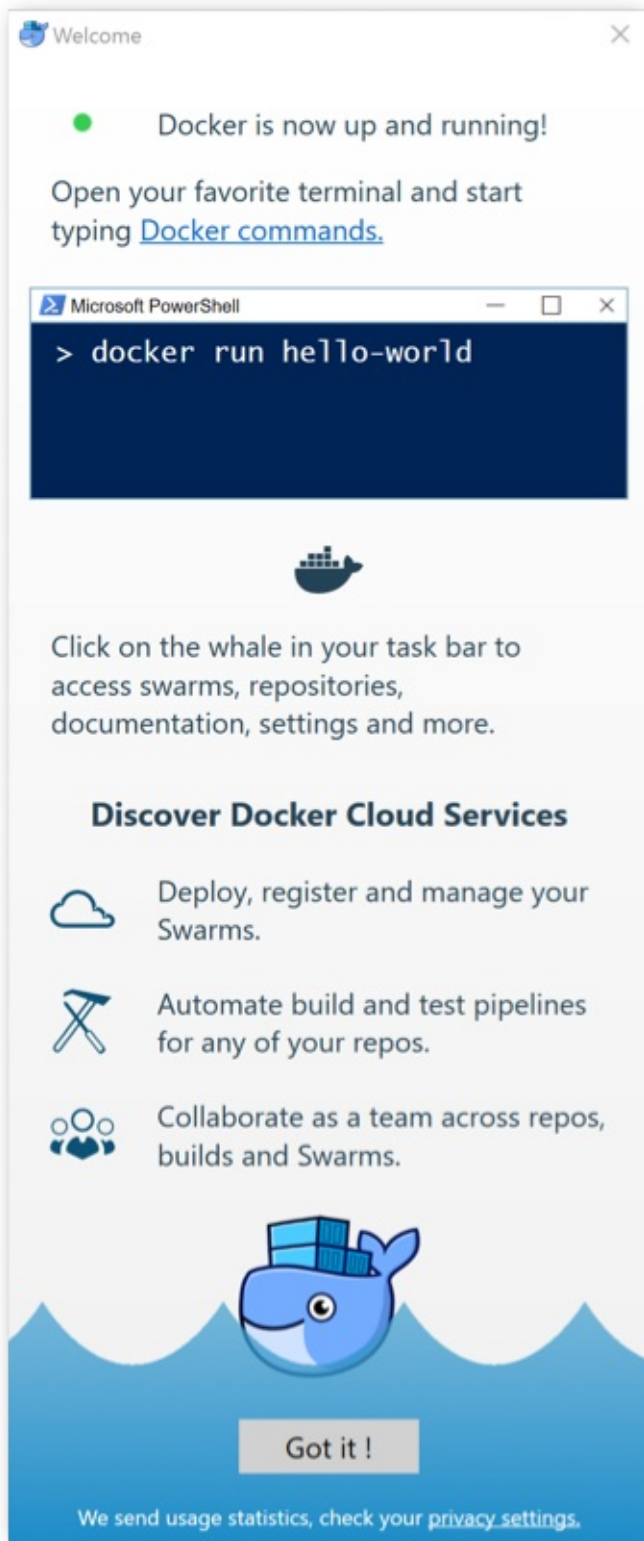 Welcome
Docker is now up and running!
Open your favorite terminal and start
typing Docker commands.
Microsoft PowerShell
> docker run hello-world
Click on the whale in your task bar to
access swarms, repositories,
documentation, settings and more.
Discover Docker Cloud Services
Deploy, register and manage your
Swarms.
Automate build and test pipelines
for any of your repos.
Collaborate as a team across repos,
builds and Swarms.
Got it !
We send usage statistics, check your privacy settings.